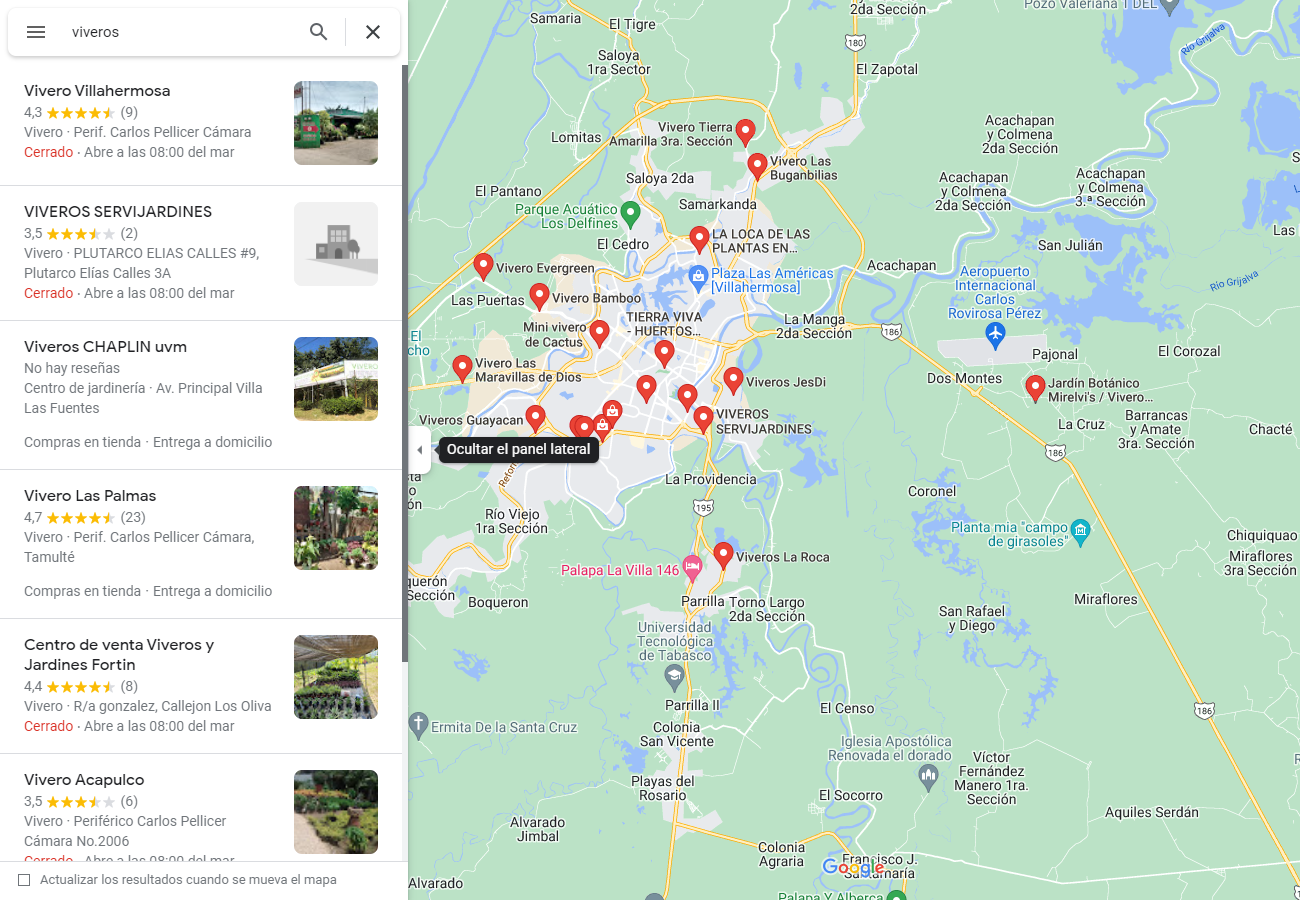 viveros
Vivero Villahermosa
4,3 (9)
Vivero · Perif. Carlos Pellicer Cámara
Cerrado · Abre a las 08:00 del mar
VIVEROS SERVIJARDINES
3,5 (2)
Vivero · PLUTARCO ELIAS CALLES #9,
Plutarco Elías Calles 3A
Cerrado · Abre a las 08:00 del mar
Viveros CHAPLIN uvm
No hay reseñas
Centro de jardinería · Av. Principal Villa
Las Fuentes
Compras en tienda · Entrega a domicilio
Vivero Las Palmas
4,7 (23)
Vivero · Perif. Carlos Pellicer Cámara,
Tamulté
Compras en tienda · Entrega a domicilio
Centro de venta Viveros y
Jardines Fortin
4,4 (8)
Vivero · R/a gonzalez, Callejon Los Oliva
Cerrado · Abre a las 08:00 del mar
Vivero Acapulco
3,5 (6)
Vivero · Periférico Carlos Pellicer
Cámara No.2006
Cerrado · Abre a las 08:00 del mar
Actualizar los resultados cuando se mueva el mapa
Ocultar el panel lateral
Samaria
El Tigre
2da Sección
Pozo Valeriana 1 DEL
Río Grijalva
180
Saloya
1ra Sector
El Zapotal
Lomitas
Vivero Tierra
Amarilla 3ra. Sección
Vivero Las
Buganbilias
Acachapan
y Colmena
2da Sección
Saloya 2da
El Pantano
Samarkanda
Acachapan
y Colmena
2da Sección
Acachapan
y Colmena
3.ª Sección
Parque Acuático
Los Delfines
El Cedro
LA LOCA DE LAS
PLANTAS EN...
San Julián
Las
Vivero Evergreen
Plaza Las Américas
[Villahermosa]
Acachapan
Aeropuerto
Internacional
Carlos
Rovirosa Pérez
Río Grijalva
Las Puertas
Vivero Bamboo
TIERRA VIVA
- HUERTOS...
La Manga
2da Sección
186
Mini vivero
de Cactus
El
cho
Pajonal
El Corozal
Vivero Las
Maravillas de Dios
Viveros JesDi
Dos Montes
Jardín Botánico
Mirelvi's / Vivero...
Viveros Guayacan
VIVEROS
SERVIJARDINES
La Cruz
Barrancas
y Amate
3ra. Sección
Chacté
186
La Providencia
Coronel
195
Río Viejo
1ra Sección
Planta mia "campo
de girasoles"
Chiquiquao
Miraflores
3ra Sección
Viveros La Roca
Palapa La Villa 146
Sección
Boqueron
Parrilla
Torno Largo
2da Sección
Miraflores
San Rafael
y Diego
Universidad
Tecnológica
de Tabasco
Parrilla II
El Censo
186
Ermita De la Santa Cruz
Colonia
San Vicente
Iglesia Apostólica
Renovada el dorado
Víctor
Fernández
Manero 1ra.
Sección
Playas del
Rosario
El Socorro
Aquiles Serdán
Alvarado
Jimbal
Colonia
Agraria
Google
Francisco J.
Santamaría
Alvarado
Palapa Y Alberca